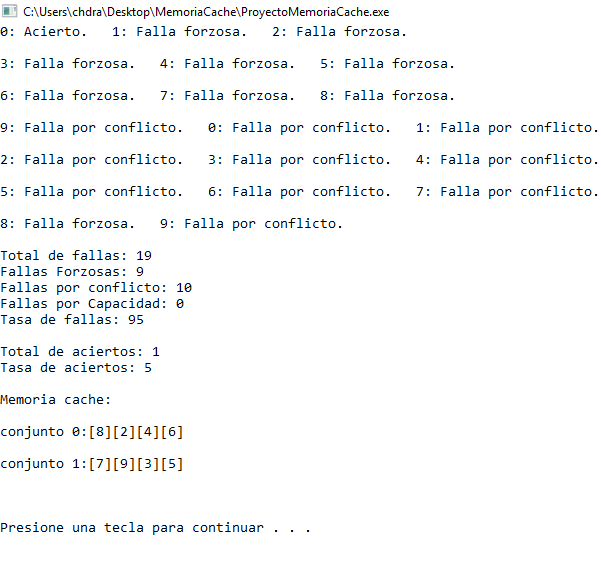 C:\Users\chdra\Desktop\MemoriaCache\ProyectoMemoriaCache.exe
0: Acierto.   1: Falla forzosa.   2: Falla forzosa.
3: Falla forzosa.   4: Falla forzosa.   5: Falla forzosa.
6: Falla forzosa.   7: Falla forzosa.   8: Falla forzosa.
9: Falla por conflicto.   0: Falla por conflicto.   1: Falla por conflicto.
2: Falla por conflicto.   3: Falla por conflicto.   4: Falla por conflicto.
5: Falla por conflicto.   6: Falla por conflicto.   7: Falla por conflicto.
8: Falla forzosa.   9: Falla por conflicto.
Total de fallas: 19
Fallas Forzosas: 9
Fallas por conflicto: 10
Fallas por Capacidad: 0
Tasa de fallas: 95
Total de aciertos: 1
Tasa de aciertos: 5
Memoria cache:
conjunto 0:[8][2][4][6]
conjunto 1:[7][9][3][5]
Presione una tecla para continuar . . .